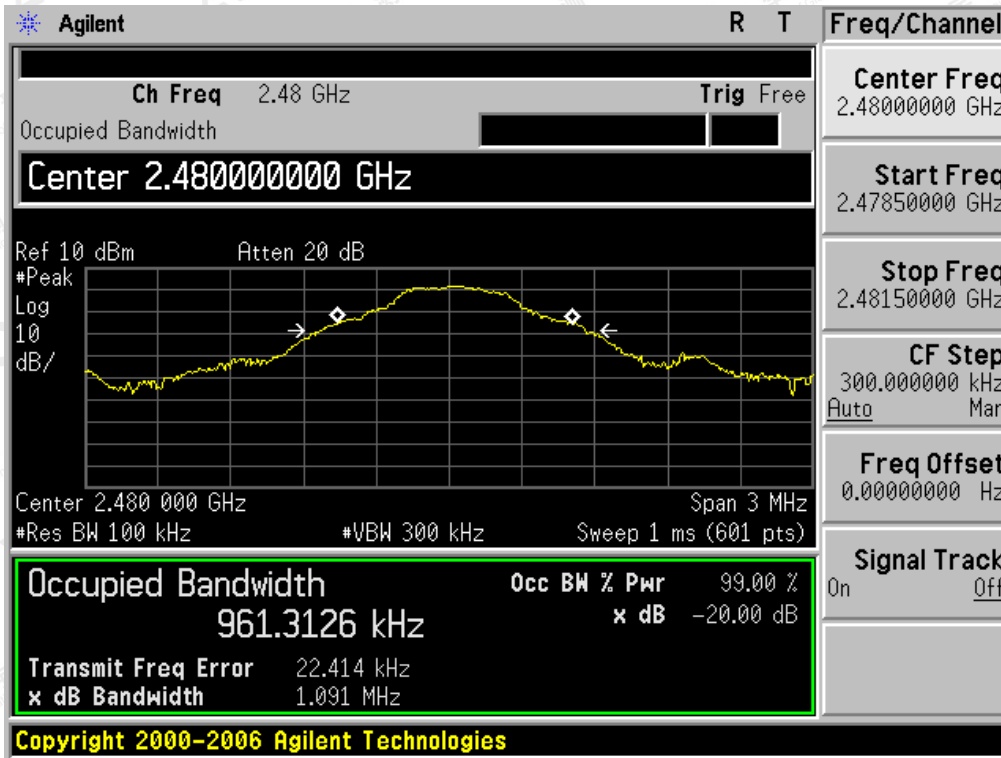 Agilent R T
Freq/Channel
Ch Freq 2.48 GHz Trig Free
Occupied Bandwidth
Center 2.480000000 GHz
Ref 10 dBm Atten 20 dB
#Peak
Log
10
dB/
Center 2.480 000 GHz Span 3 MHz
#Res BW 100 kHz #VBW 300 kHz Sweep 1 ms (601 pts)
Occupied Bandwidth
961.3126 kHz
Occ BW % Pwr 99.00 %
x dB -20.00 dB
Transmit Freq Error 22.414 kHz
x dB Bandwidth 1.091 MHz
Center Freq
2.48000000 GHz
Start Freq
2.47850000 GHz
Stop Freq
2.48150000 GHz
CF Step
300.000000 kHz
Auto Man
Freq Offset
0.00000000 Hz
Signal Track
On Off
Copyright 2000-2006 Agilent Technologies